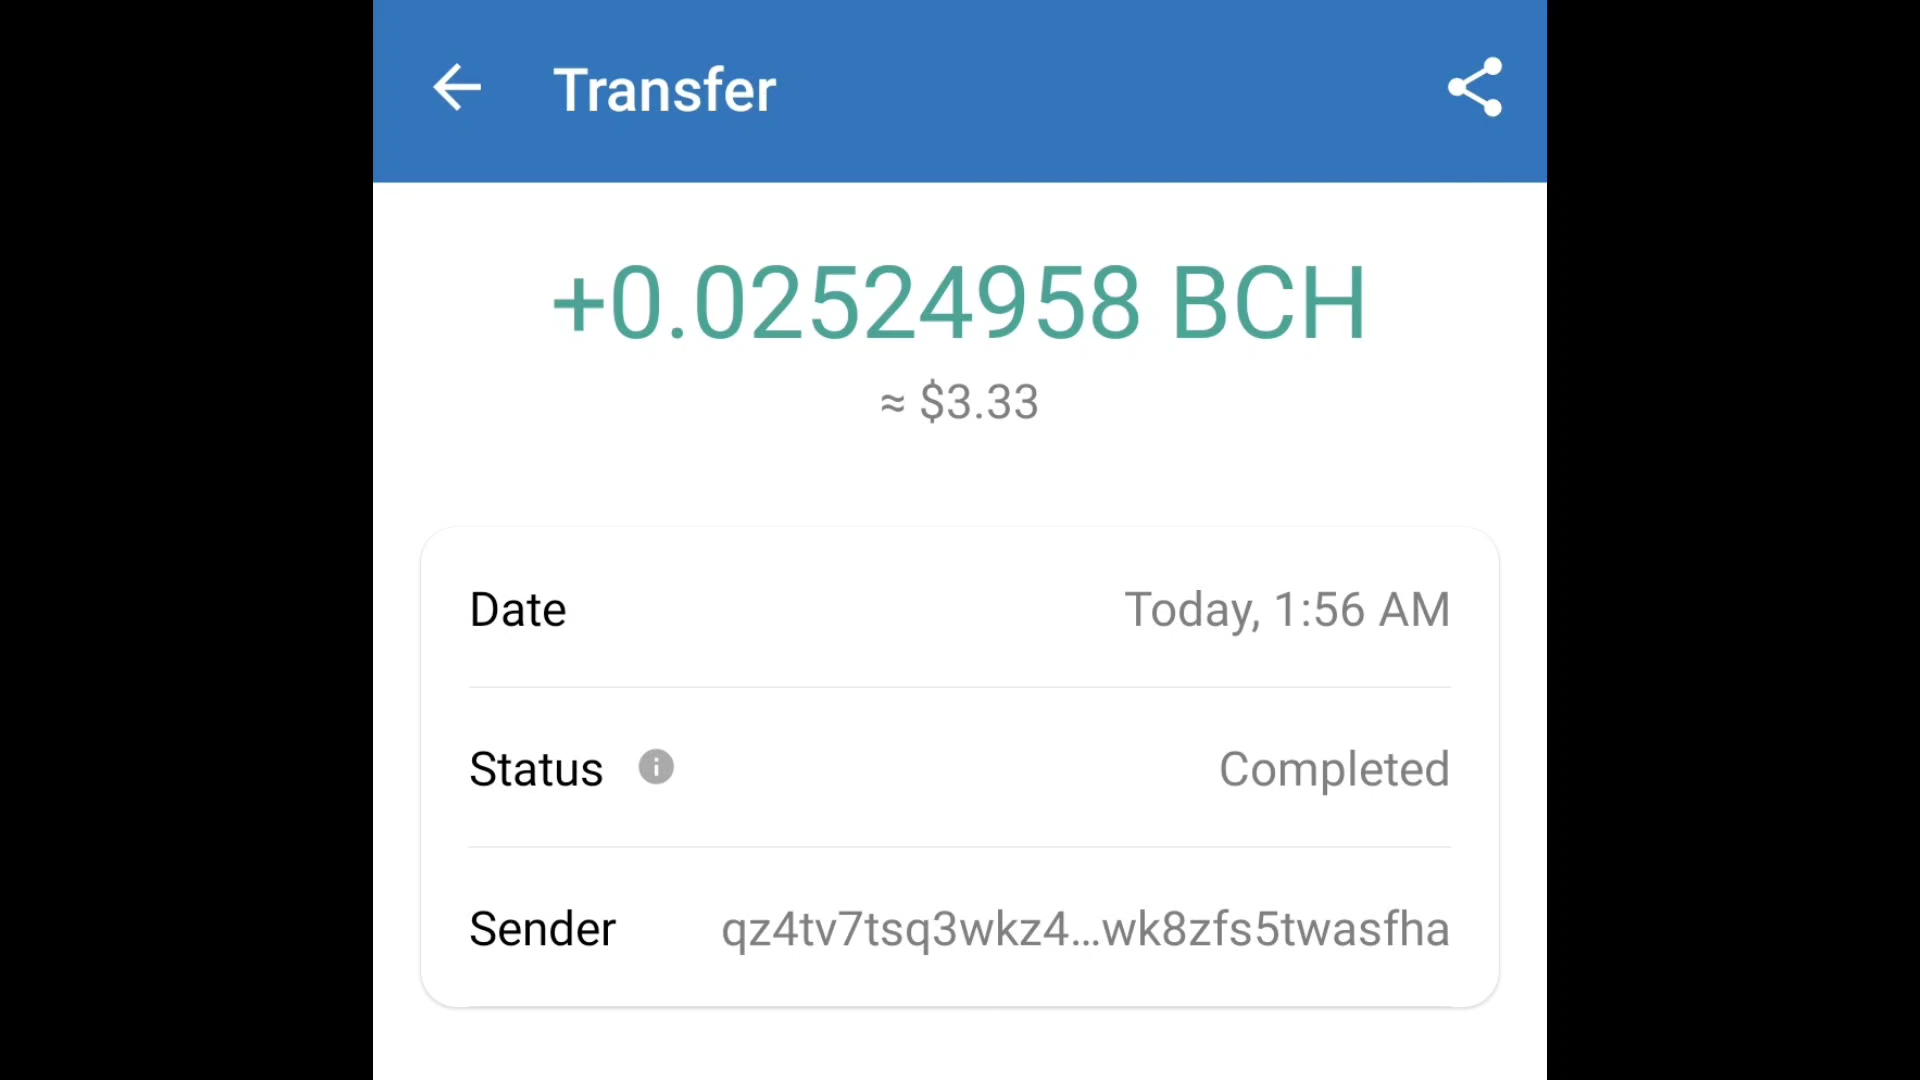 Transfer
+0.02524958 BCH
≈ $3.33
Date Today, 1:56 AM
Status Completed
Sender qz4tv7tsq3wkz4...wk8zfs5twasfha